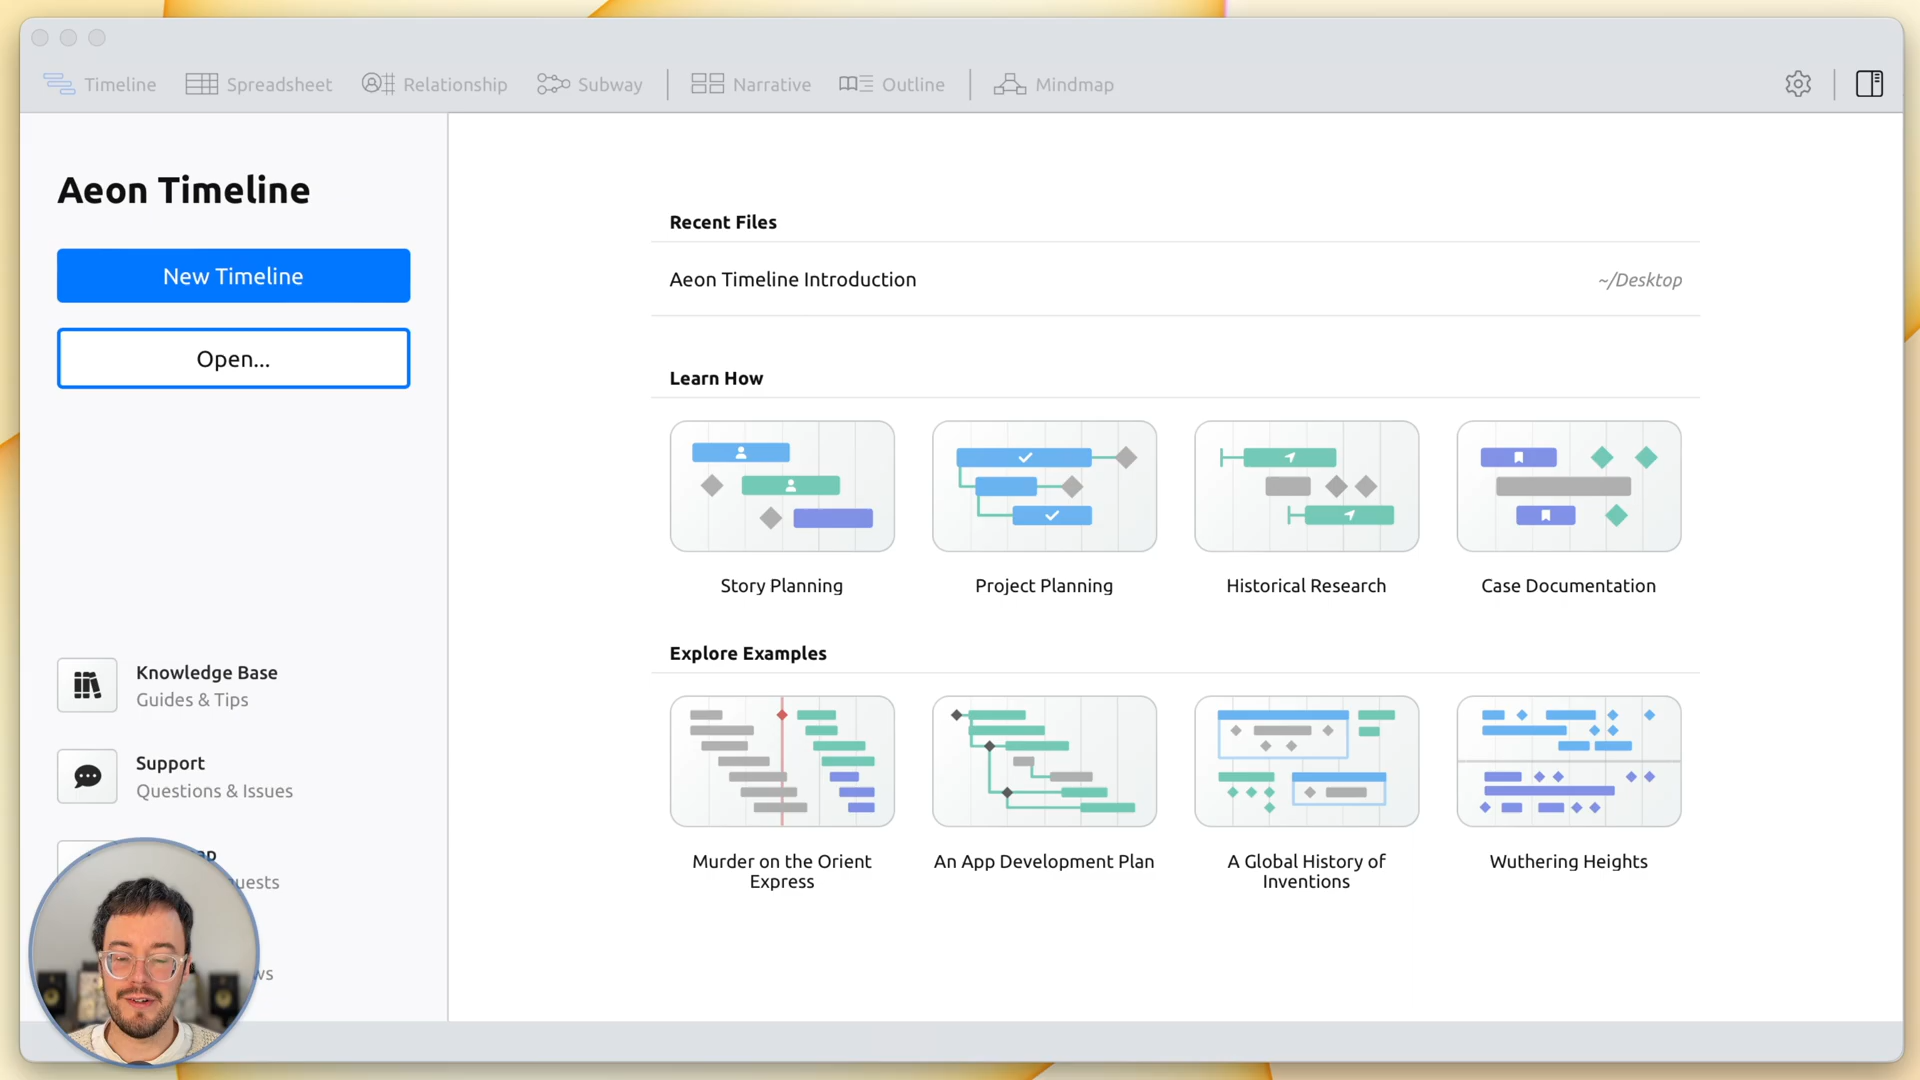 Timeline
Spreadsheet
Relationship
Subway
Narrative
Outline
Mindmap
Aeon Timeline
New Timeline
Open...
Knowledge Base
Guides & Tips
Support
Questions & Issues
Recent Files
Aeon Timeline Introduction
~/Desktop
Learn How
Story Planning
Project Planning
Historical Research
Case Documentation
Explore Examples
Murder on the Orient
Express
An App Development Plan
A Global History of
Inventions
Wuthering Heights